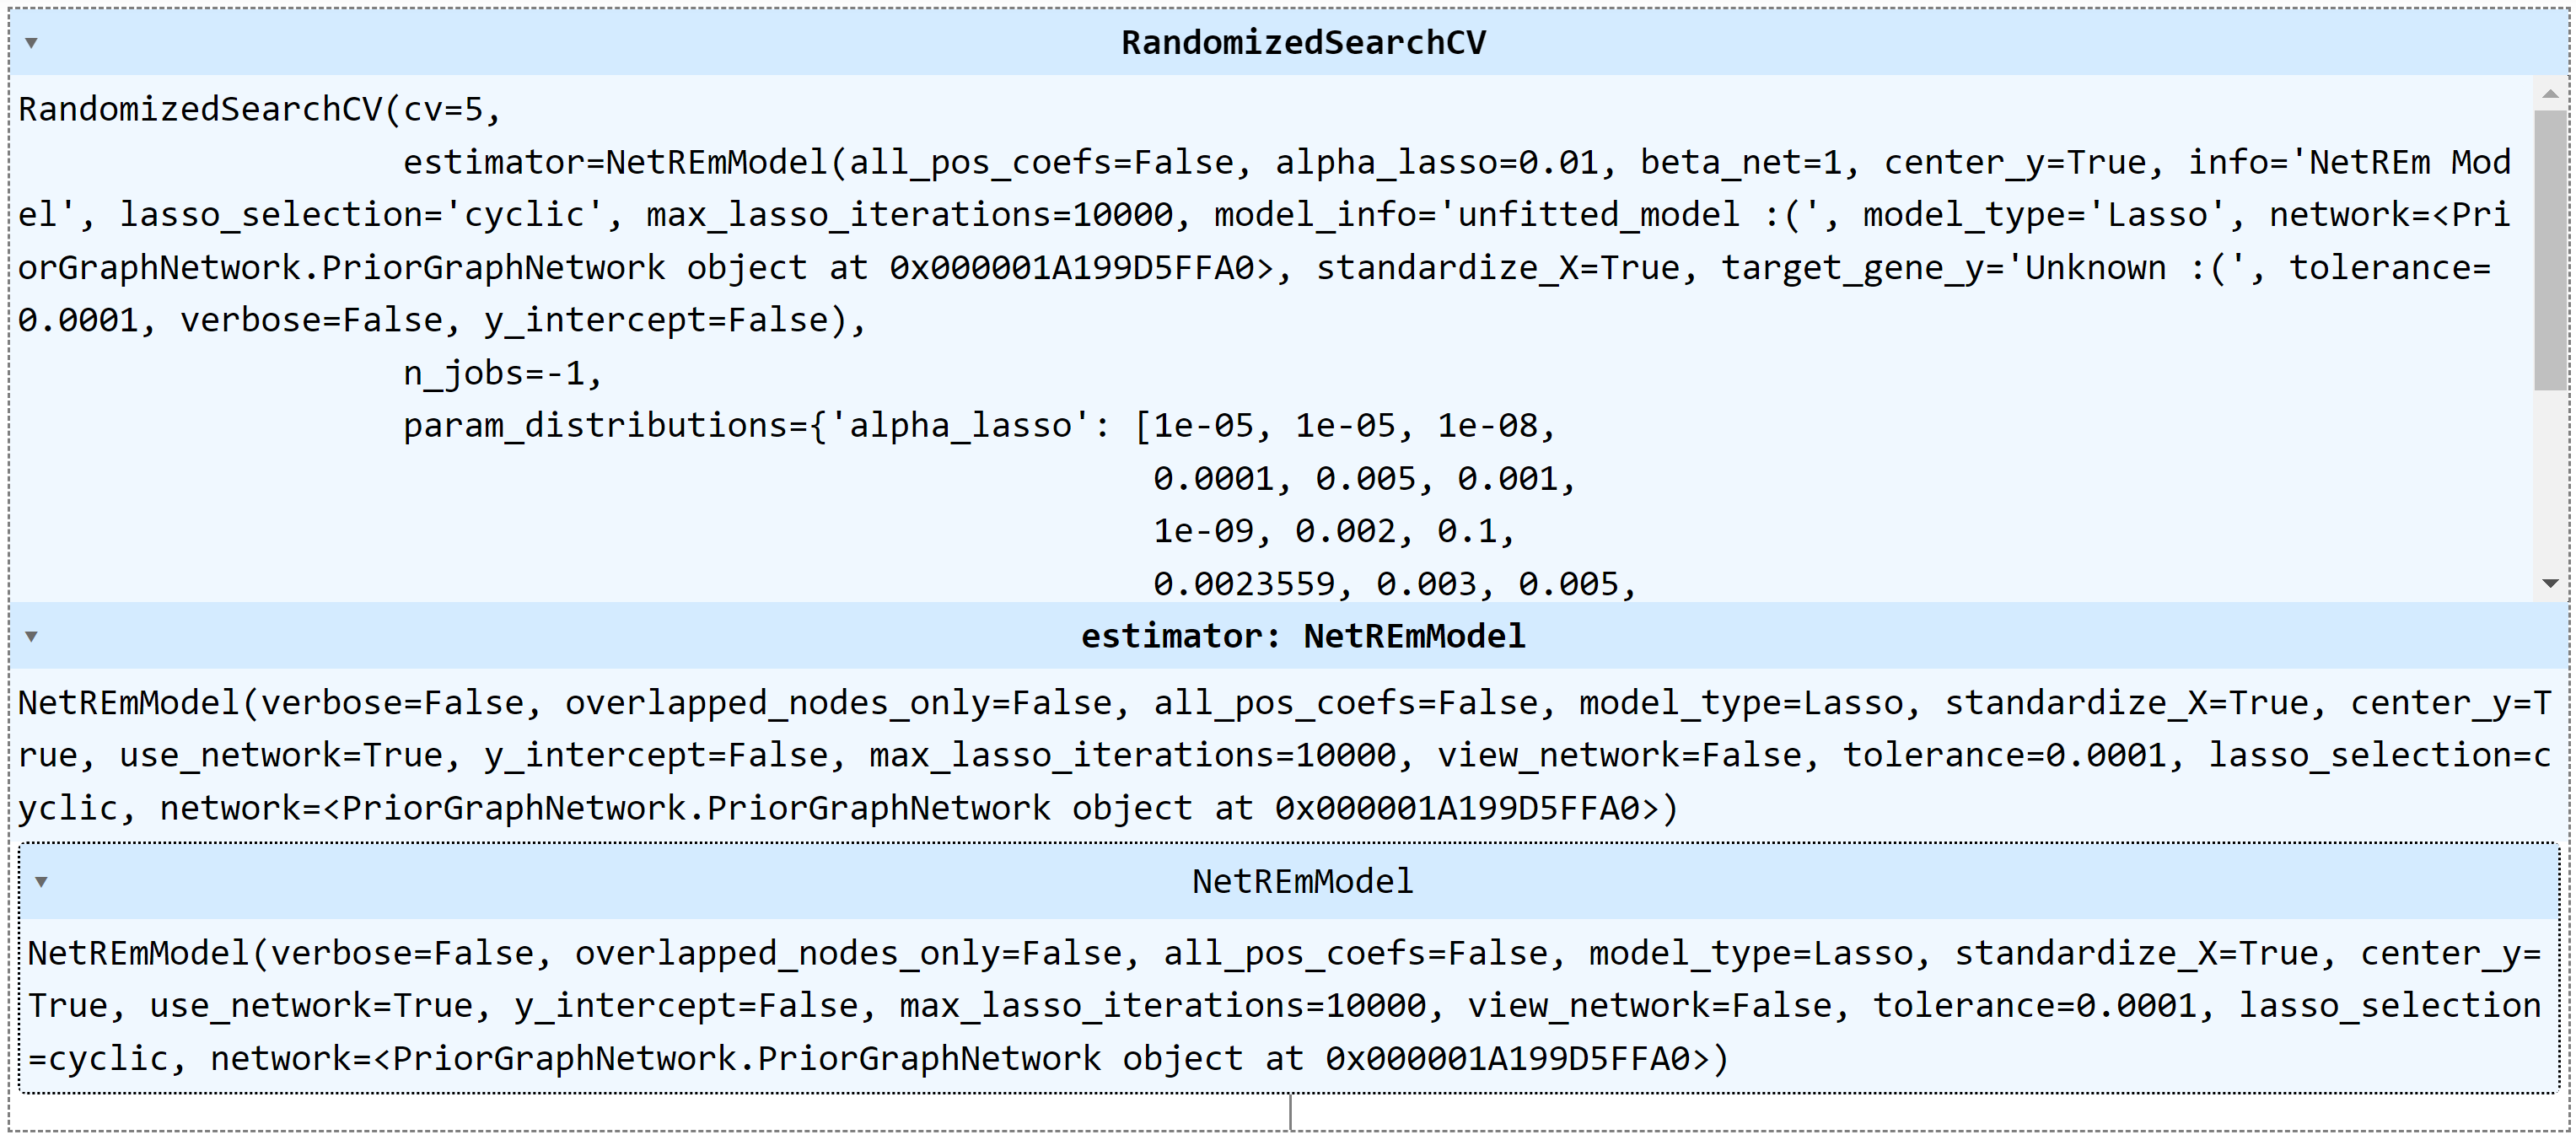 RandomizedSearchCV
RandomizedSearchCV(cv=5,
estimator=NetREmModel(all_pos_coefs=False, alpha_lasso=0.01, beta_net=1, center_y=True, info='NetREm Mod
el', lasso_selection='cyclic', max_lasso_iterations=10000, model_info='unfitted_model :(', model_type='Lasso', network=<Pri
orGraphNetwork.PriorGraphNetwork object at 0x000001A199D5FFA0>, standardize_X=True, target_gene_y='Unknown :(', tolerance=
0.0001, verbose=False, y_intercept=False),
n_jobs=-1,
param_distributions={'alpha_lasso': [1e-05, 1e-05, 1e-08,
0.0001, 0.005, 0.001,
1e-09, 0.002, 0.1,
0.0023559, 0.003, 0.005,
estimator: NetREmModel
NetREmModel(verbose=False, overlapped_nodes_only=False, all_pos_coefs=False, model_type=Lasso, standardize_X=True, center_y=T
rue, use_network=True, y_intercept=False, max_lasso_iterations=10000, view_network=False, tolerance=0.0001, lasso_selection=c
yclic, network=<PriorGraphNetwork.PriorGraphNetwork object at 0x000001A199D5FFA0>)
NetREmModel
NetREmModel(verbose=False, overlapped_nodes_only=False, all_pos_coefs=False, model_type=Lasso, standardize_X=True, center_y=
True, use_network=True, y_intercept=False, max_lasso_iterations=10000, view_network=False, tolerance=0.0001, lasso_selection
=cyclic, network=<PriorGraphNetwork.PriorGraphNetwork object at 0x000001A199D5FFA0>)